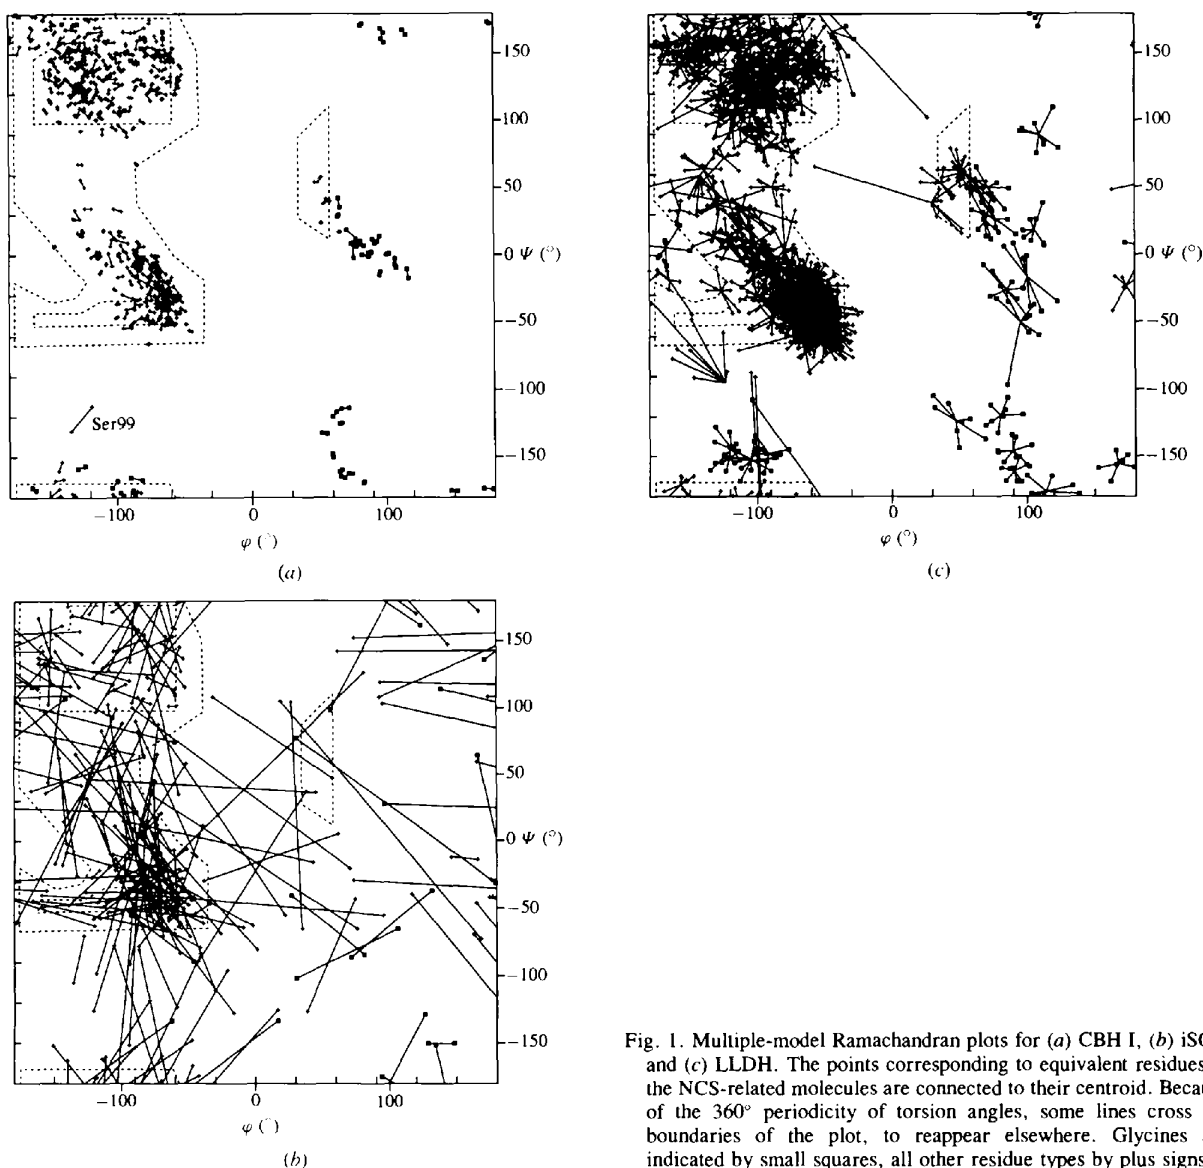 150
100
50
0 Ψ (°)
−50
−100
−150
Ser99
−100
0
100
φ (°)
(a)
150
100
50
0 Ψ (°)
−50
−100
−150
−100
0
100
φ (°)
(c)
150
100
50
0 Ψ (°)
−50
−100
−150
−100
0
100
φ (°)
(b)
Fig. 1. Multiple-model Ramachandran plots for (a) CBH I, (b)
and (c) LLDH. The points corresponding to equivalent residues
the NCS-related molecules are connected to their centroid.
of the 360° periodicity of torsion angles, some lines cross
boundaries of the plot, to reappear elsewhere. Glycines
indicated by small squares, all other residue types by plus signs